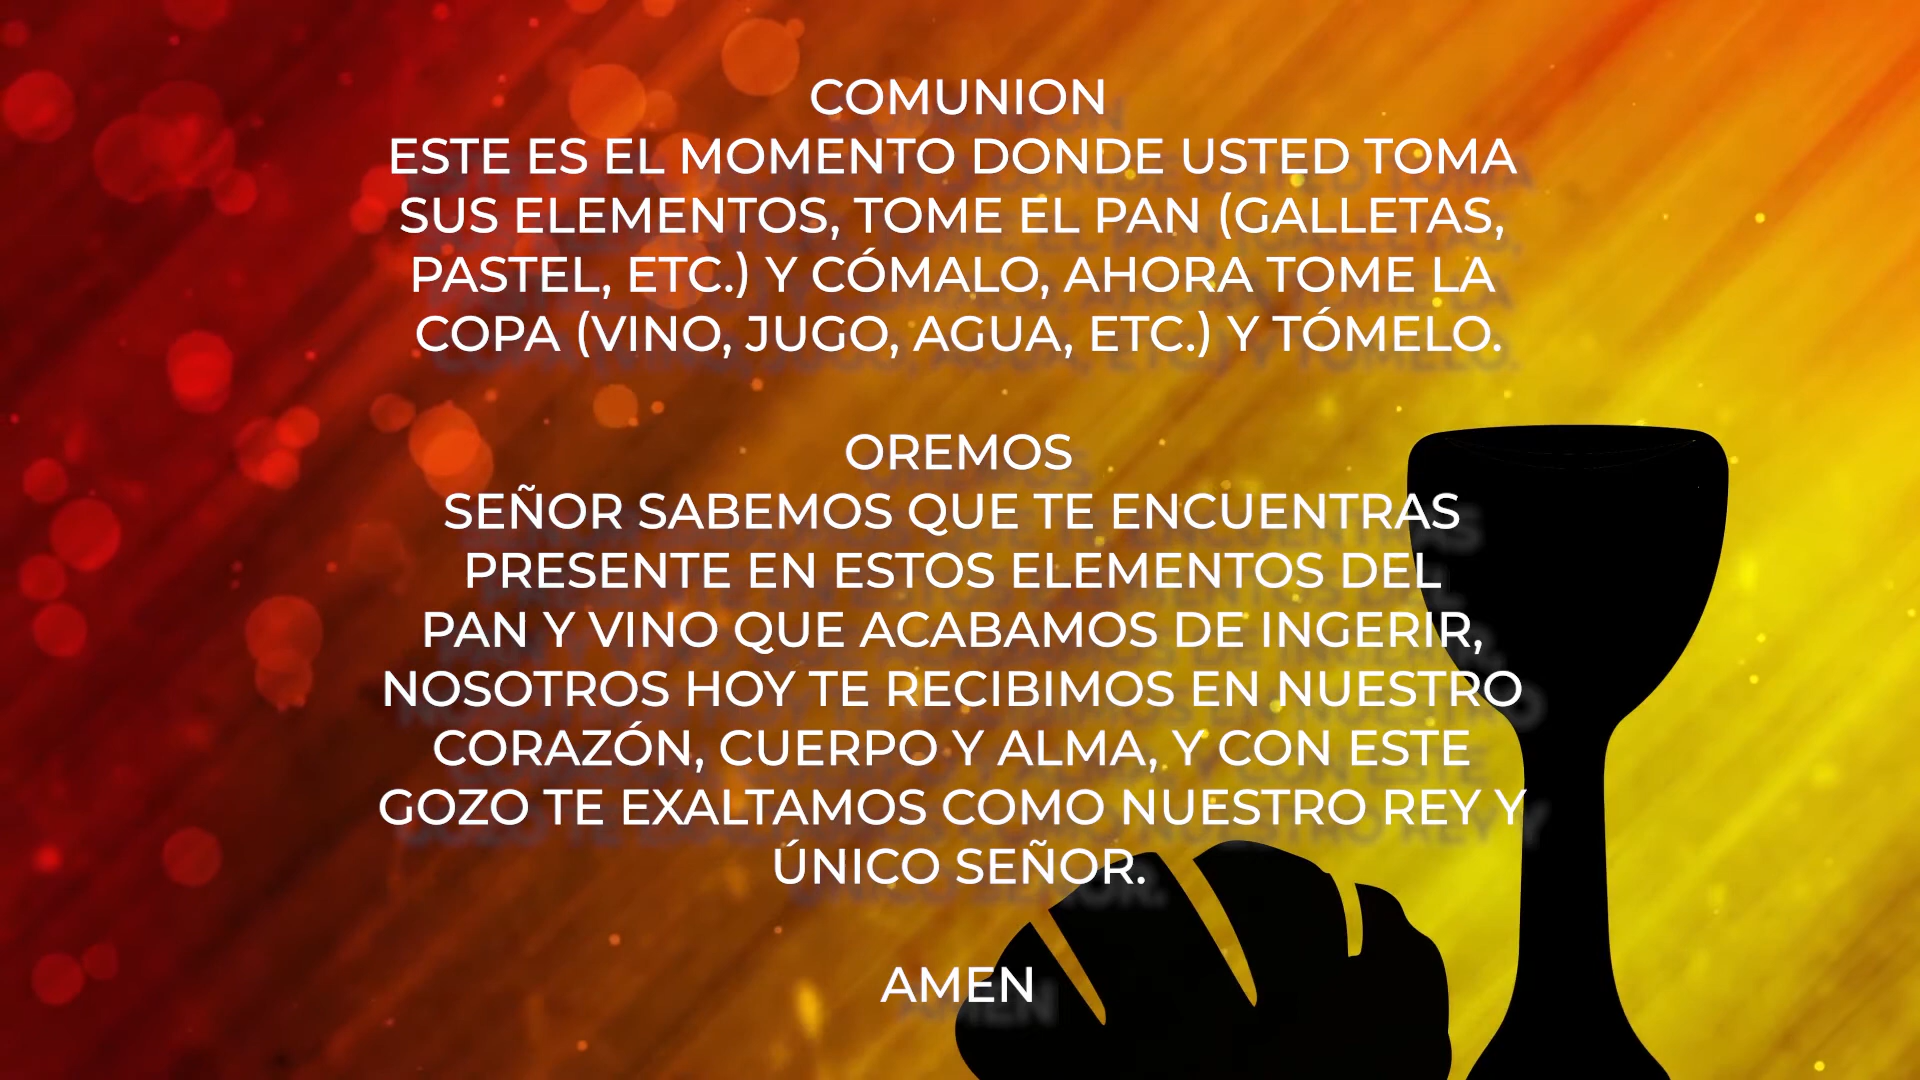 COMUNION
ESTE ES EL MOMENTO DONDE USTED TOMA
SUS ELEMENTOS, TOME EL PAN (GALLETAS,
PASTEL, ETC.) Y CÓMALO, AHORA TOME LA
COPA (VINO, JUGO, AGUA, ETC.) Y TÓMELO.
OREMOS
SEÑOR SABEMOS QUE TE ENCUENTRAS
PRESENTE EN ESTOS ELEMENTOS DEL
PAN Y VINO QUE ACABAMOS DE INGERIR,
NOSOTROS HOY TE RECIBIMOS EN NUESTRO
CORAZÓN, CUERPO Y ALMA, Y CON ESTE
GOZO TE EXALTAMOS COMO NUESTRO REY Y
ÚNICO SEÑOR.
AMEN